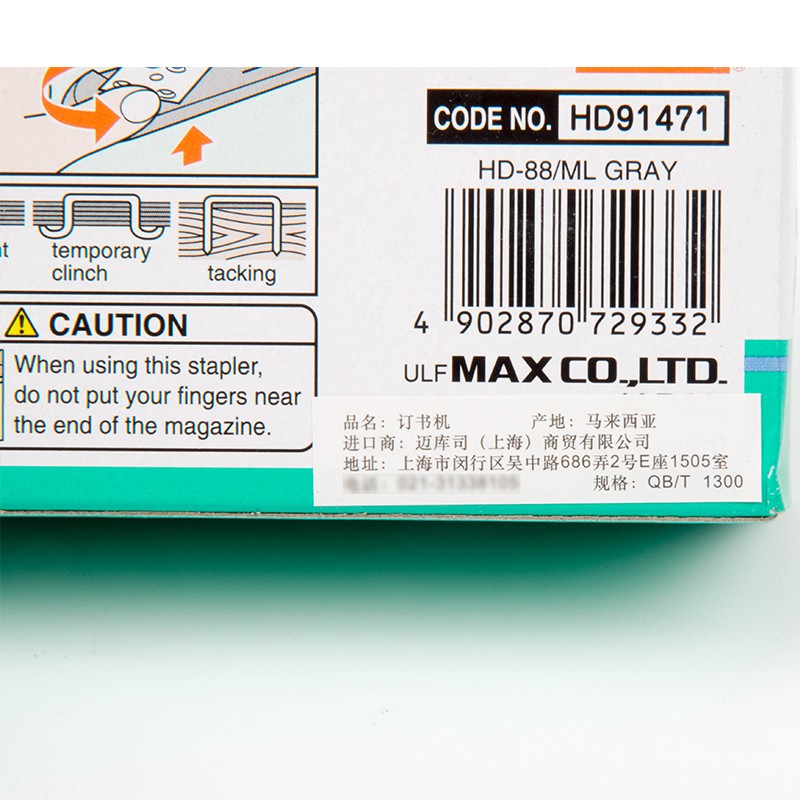 CODE NO. HD91471
HD-88/ML GRAY
temporary
clinch
tacking
4 902870 729332
CAUTION
When using this stapler,
do not put your fingers near
the end of the magazine.
ULF MAX CO.,LTD.
品名：订书机 产地：马来西亚
进口商：迈库司（上海）商贸有限公司
地址：上海市闵行区吴中路686弄2号E座1505室
规格：QB/T 1300